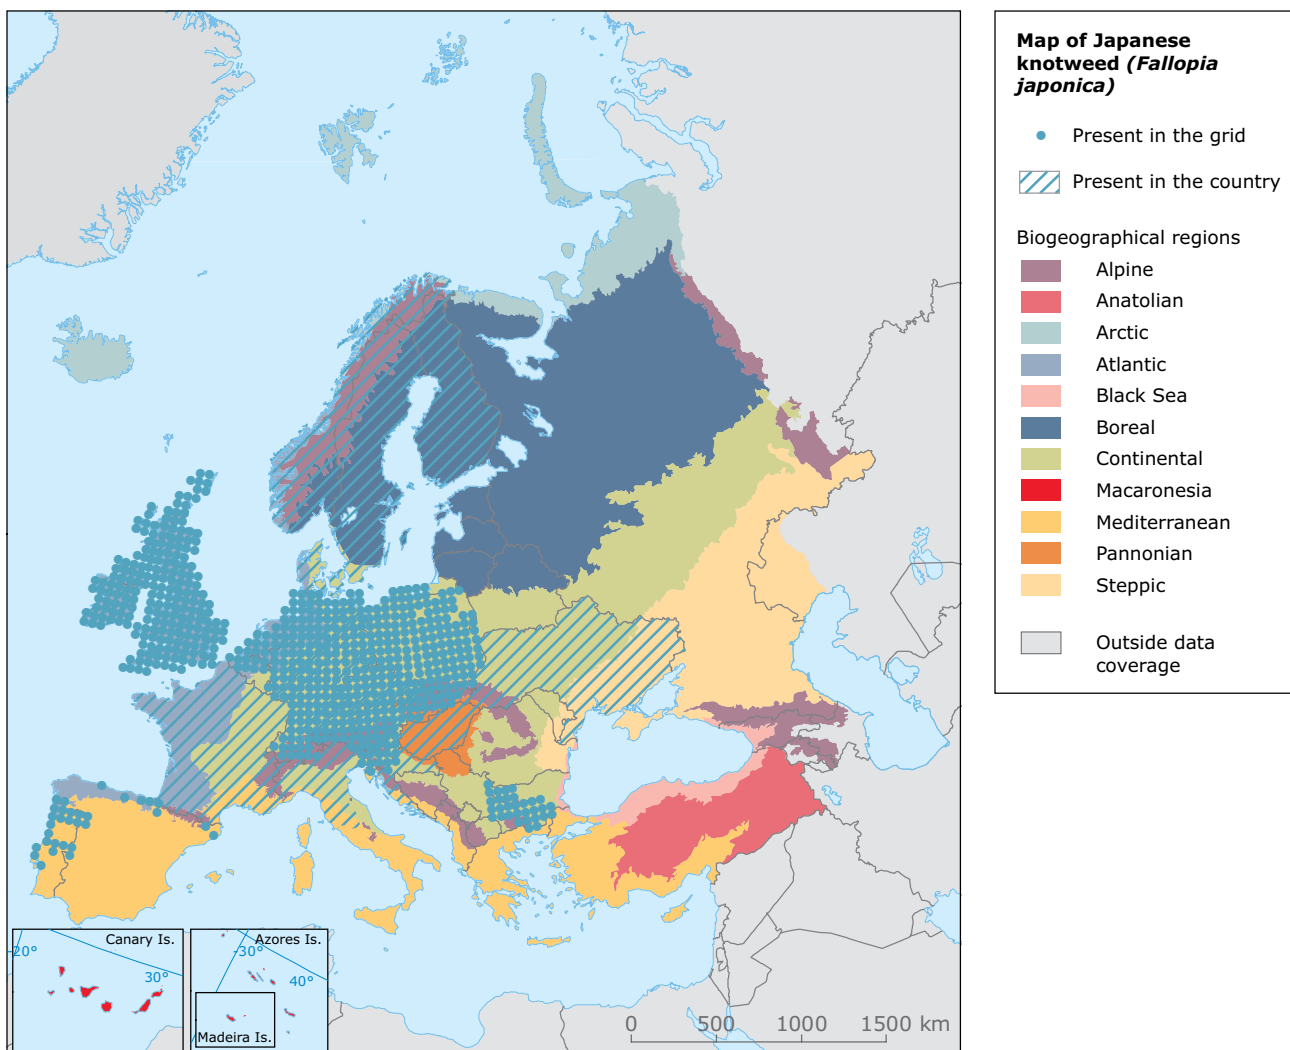 Map of Japanese
knotweed (Fallopia
japonica)
Present in the grid
Present in the country
Biogeographical regions
Alpine
Anatolian
Arctic
Atlantic
Black Sea
Boreal
Continental
Macaronesia
Mediterranean
Pannonian
Steppic
Outside data
coverage
Canary Is.
20°
30°
Azores Is.
30°
40°
Madeira Is.
0 500 1000 1500 km